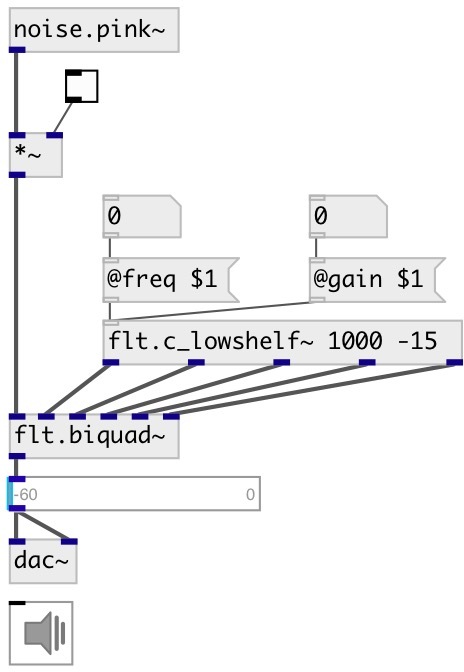 noise.pink~
*~
0 0
@freq $1 @gain $1
flt.c_lowshelf~ 1000 -15
flt.biquad~
-60 0
dac~